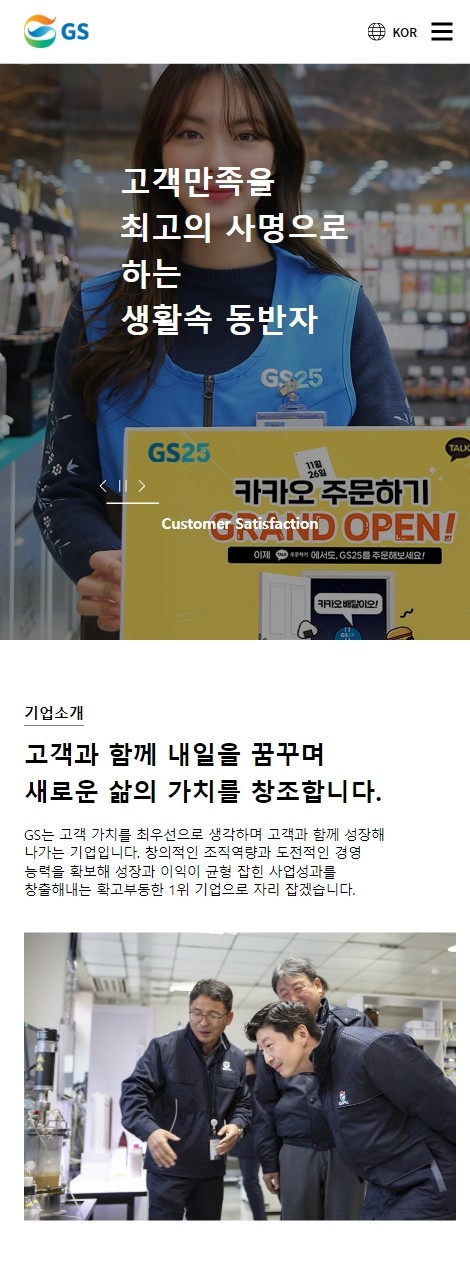 GS
KOR
고객만족을
최고의 사명으로
하는
생활속 동반자
GS25
GS25
TALK
11월
26일
카카오 주문하기
GRAND OPEN!
Customer Satisfaction
이제 TALK 주문하기 에서도, GS25를 주문해보세요!
카카오 배달이오!
GS25
기업소개
고객과 함께 내일을 꿈꾸며
새로운 삶의 가치를 창조합니다.
GS는 고객 가치를 최우선으로 생각하며 고객과 함께 성장해
나가는 기업입니다. 창의적인 조직역량과 도전적인 경영
능력을 확보해 성장과 이익이 균형 잡힌 사업성과를
창출해내는 확고부동한 1위 기업으로 자리 잡겠습니다.